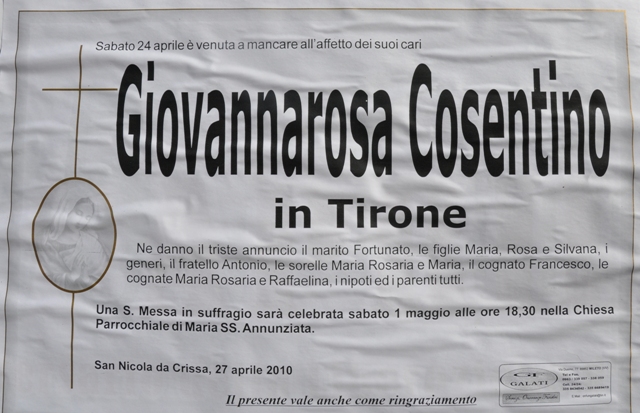 Sabato 24 aprile è venuta a mancare all'affetto dei suoi cari
Giovannarosa Cosentino
in Tirone
Ne danno il triste annuncio il marito Fortunato, le figlie Maria, Rosa e Silvana, i
generi, il fratello Antonio, le sorelle Maria Rosaria e Maria, il cognato Francesco, le
cognate Maria Rosaria e Raffaelina, i nipoti ed i parenti tutti.
Una S. Messa in suffragio sarà celebrata sabato 1 maggio alle ore 18,30 nella Chiesa
Parrocchiale di Maria SS. Annunziata.
San Nicola da Crissa, 27 aprile 2010
GALATI
Il presente vale anche come ringraziamento